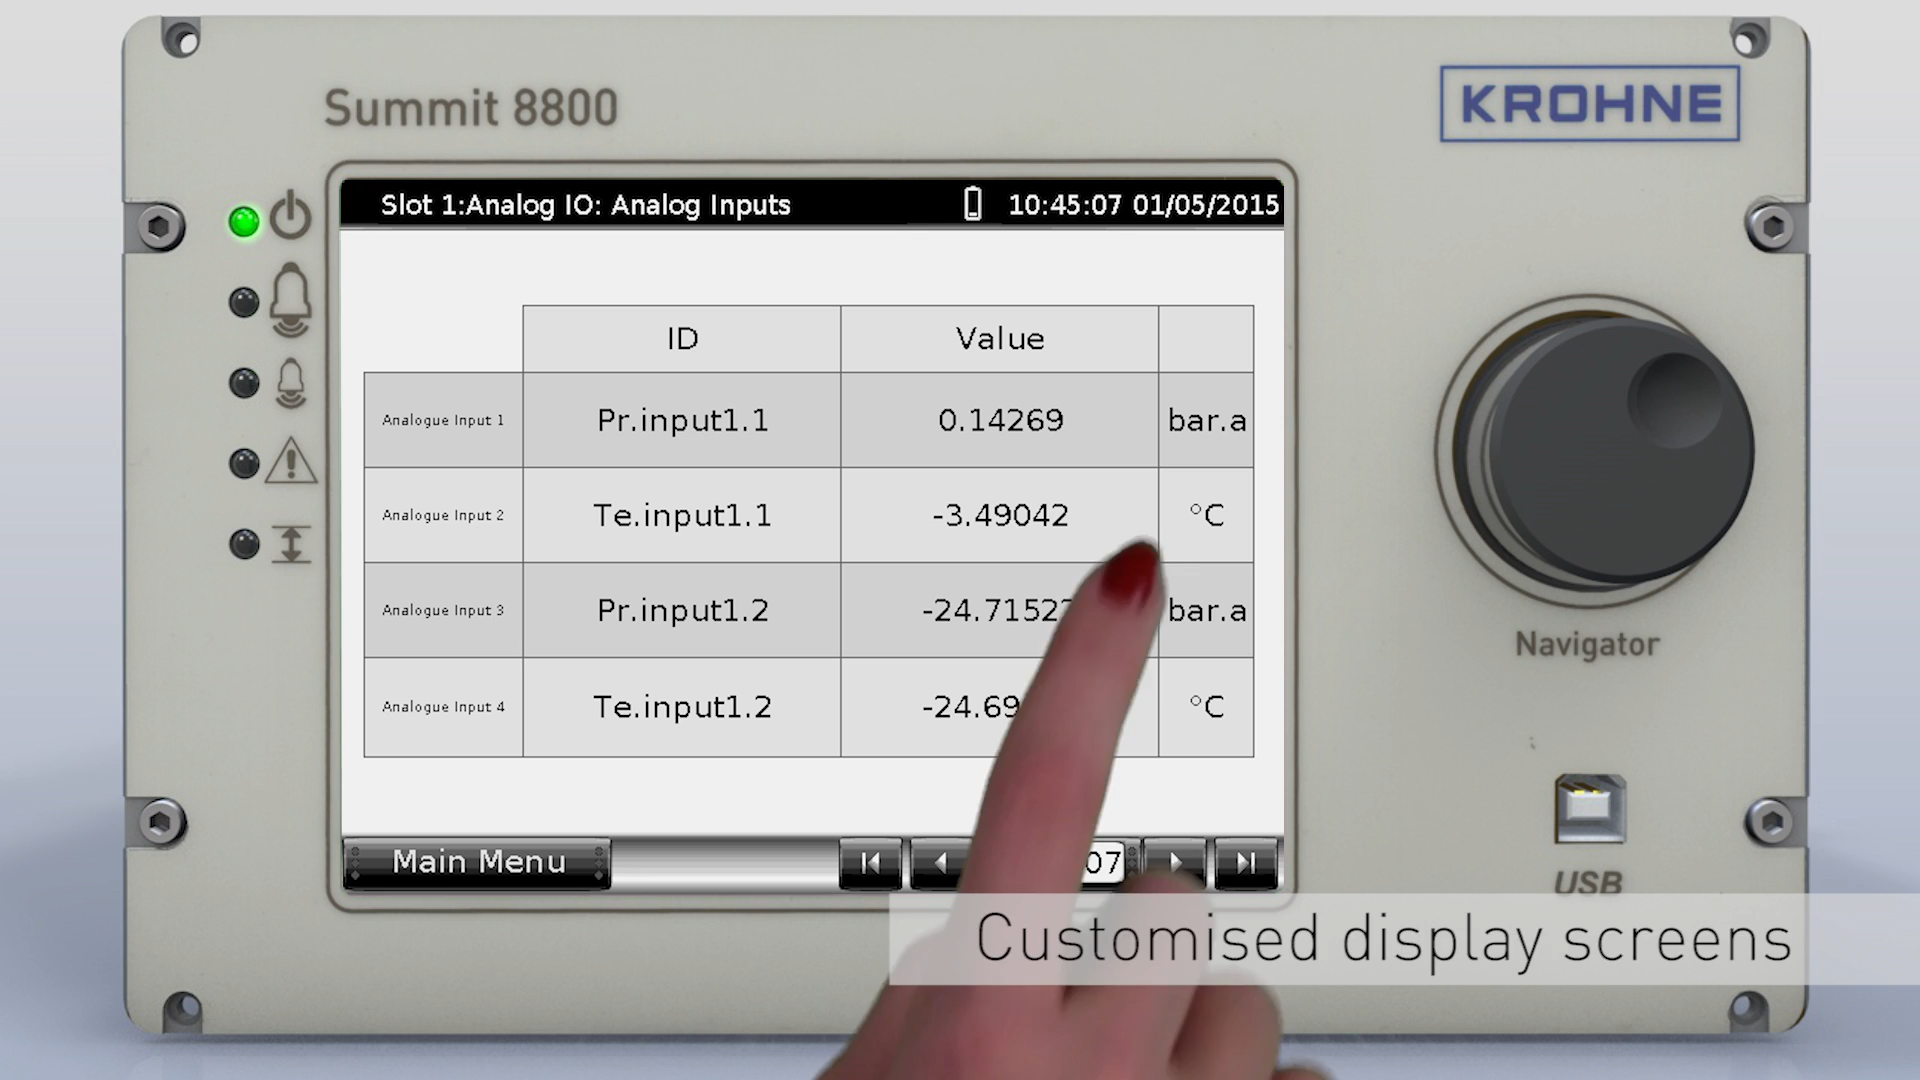 Summit 8800
KROHNE
Slot 1:Analog IO: Analog Inputs
10:45:07 01/05/2015
ID Value
Analogue Input 1 Pr.input1.1 0.14269 bar.a
Analogue Input 2 Te.input1.1 -3.49042 °C
Analogue Input 3 Pr.input1.2 bar.a
Analogue Input 4 Te.input1.2 °C
Navigator
Main Menu
USB
Customised display screens